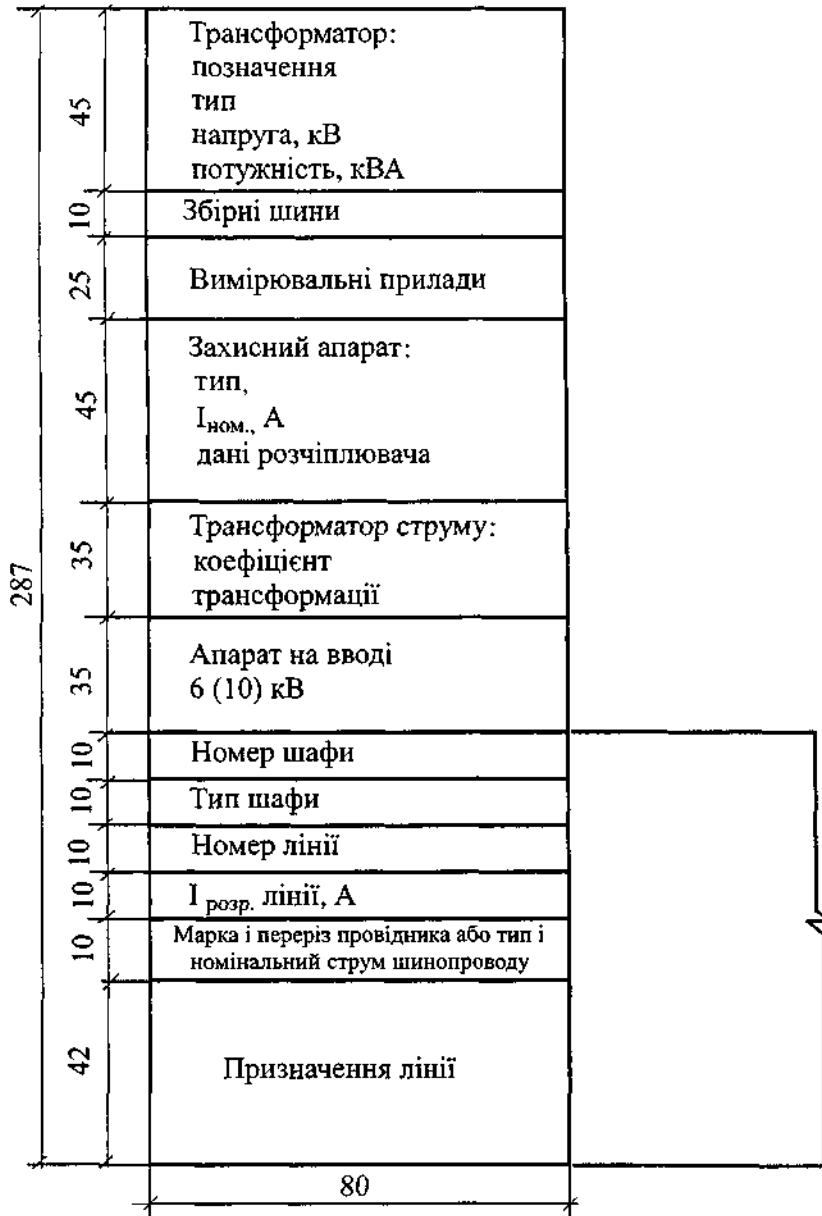 287
45
Трансформатор:
позначення
тип
напруга, кВ
потужність, кВА
10
Збірні шини
25
Вимірювальні прилади
45
Захисний апарат:
тип,
Iном., А
дані розчіплювача
35
Трансформатор струму:
коефіцієнт
трансформації
35
Апарат на вводі
6 (10) кВ
10
Номер шафи
10
Тип шафи
10
Номер лінії
10
I розр. лінії, А
10
Марка і переріз провідника або тип і
номінальний струм шинопроводу
42
Призначення лінії
80